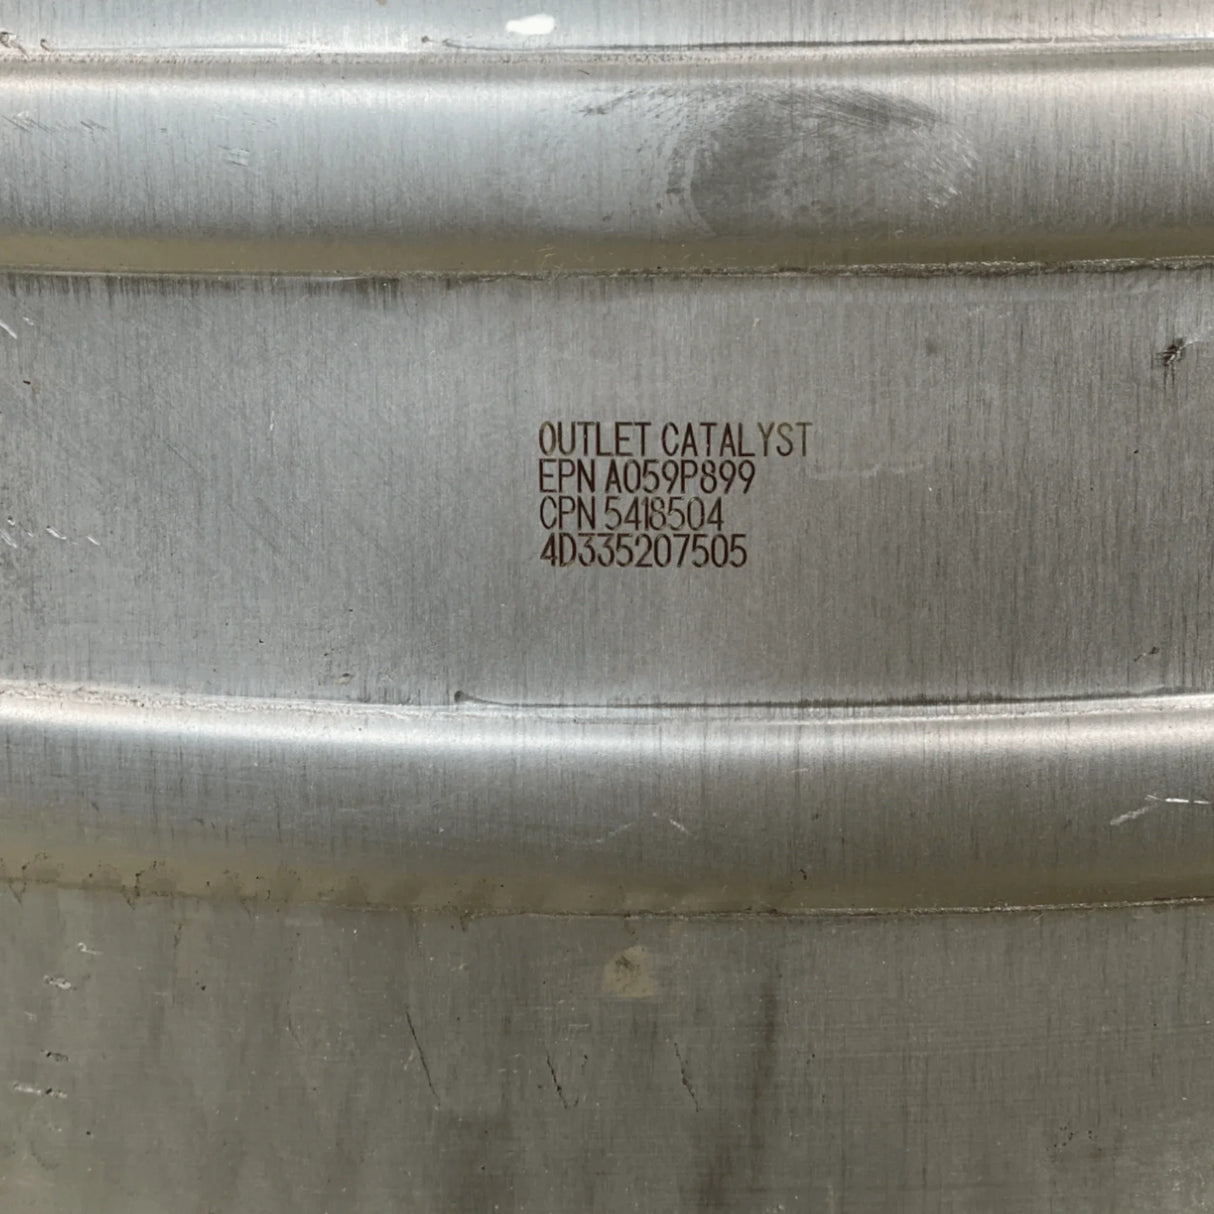 OUTLET CATALYST
EPN A059P899
CPN 5418504
4D335207505